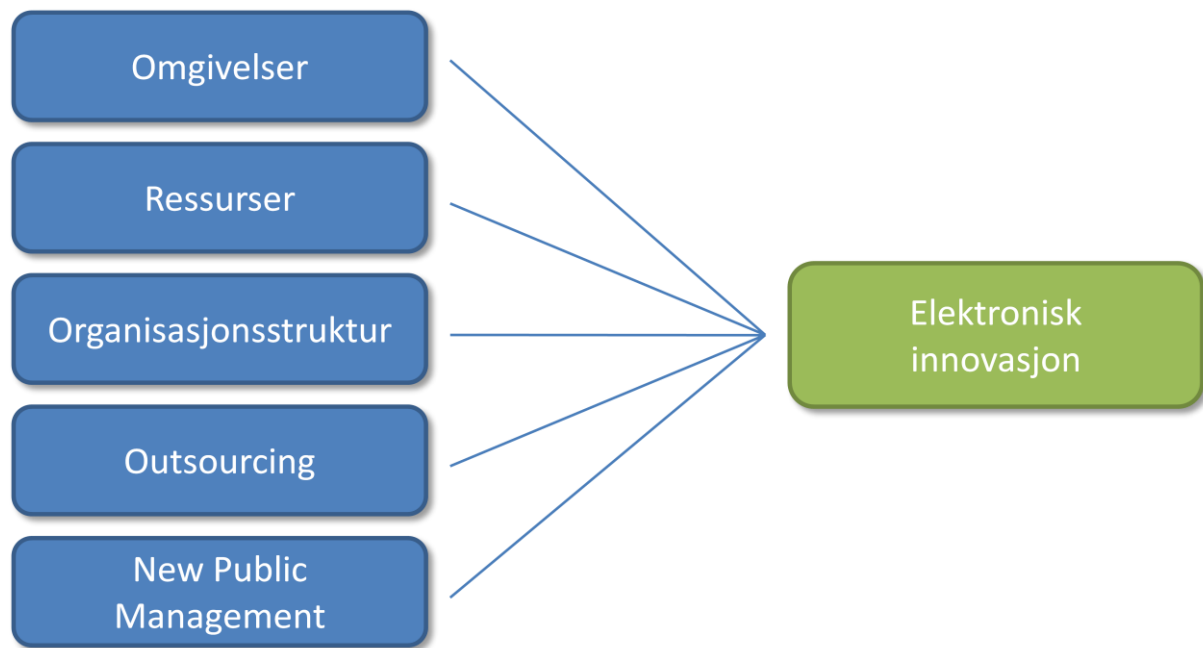 Omgivelser
Ressurser
Organisasjonsstruktur
Outsourcing
New Public
Management
Elektronisk
innovasjon